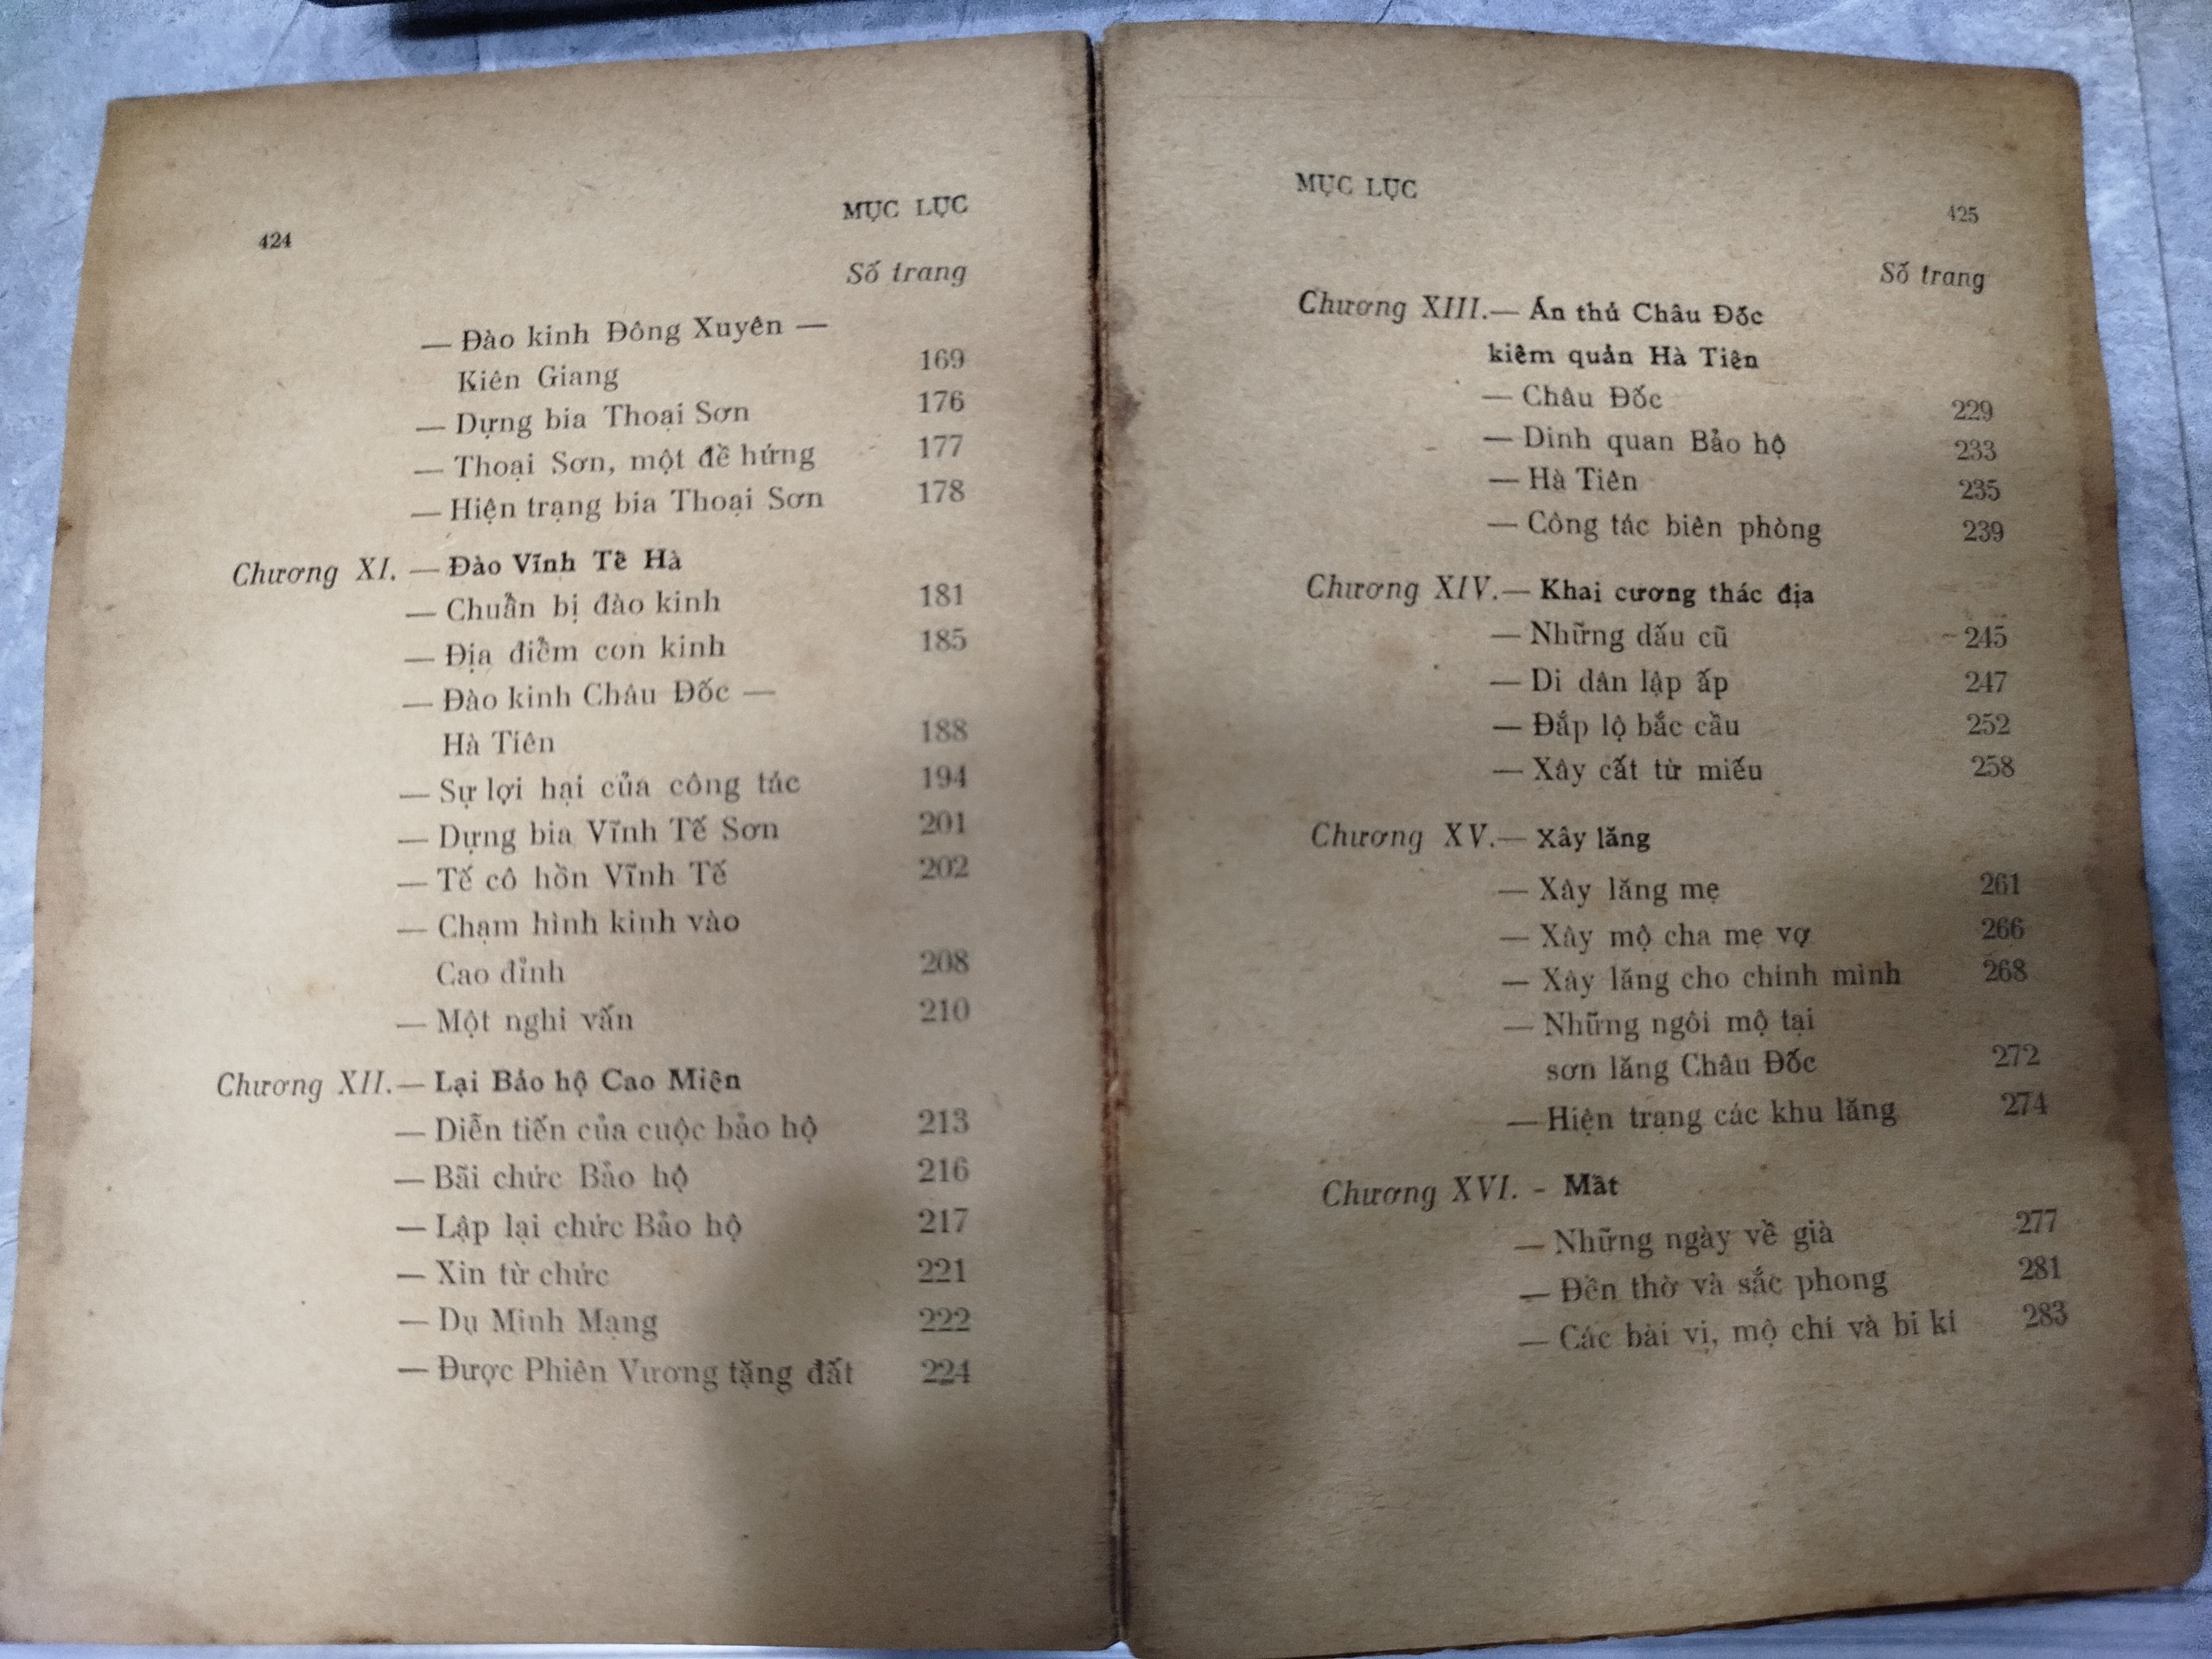 424
MỤC LỤC
Số trang
— Đào kinh Đông Xuyên —
Kiên Giang 169
— Dựng bia Thoại Sơn 176
— Thoại Sơn, một đề hứng 177
— Hiện trạng bia Thoại Sơn 178
Chương XI. — Đào Vĩnh Tế Hà
— Chuẩn bị đào kinh 181
— Địa điểm con kinh 185
— Đào kinh Châu Đốc —
Hà Tiên 188
— Sự lợi hại của công tác 194
— Dựng bia Vĩnh Tế Sơn 201
— Tế cô hồn Vĩnh Tế 202
— Chạm hình kinh vào
Cao đỉnh 208
— Một nghi vấn 210
Chương XII. — Lại Bảo hộ Cao Miên
— Diễn tiến của cuộc bảo hộ 213
— Bãi chức Bảo hộ 216
— Lập lại chức Bảo hộ 217
— Xin từ chức 221
— Dụ Minh Mạng 222
— Được Phiên Vương tặng đất 224
MỤC LỤC
425
Số trang
Chương XIII. — Án thủ Châu Đốc
kiêm quản Hà Tiên
— Châu Đốc 229
— Dinh quan Bảo hộ 233
— Hà Tiên 235
— Công tác biên phòng 239
Chương XIV. — Khai cương thác địa
— Những dấu cũ 245
— Di dân lập ấp 247
— Đắp lộ bắc cầu 252
— Xây cất từ miếu 258
Chương XV. — Xây lăng
— Xây lăng mẹ 261
— Xây mộ cha mẹ vợ 266
— Xây lăng cho chính mình 268
— Những ngôi mộ tại
sơn lăng Châu Đốc 272
— Hiện trạng các khu lăng 274
Chương XVI. - Mất
— Những ngày về già 277
— Đền thờ và sắc phong 281
— Các bài vị, mộ chí và bi kí 283